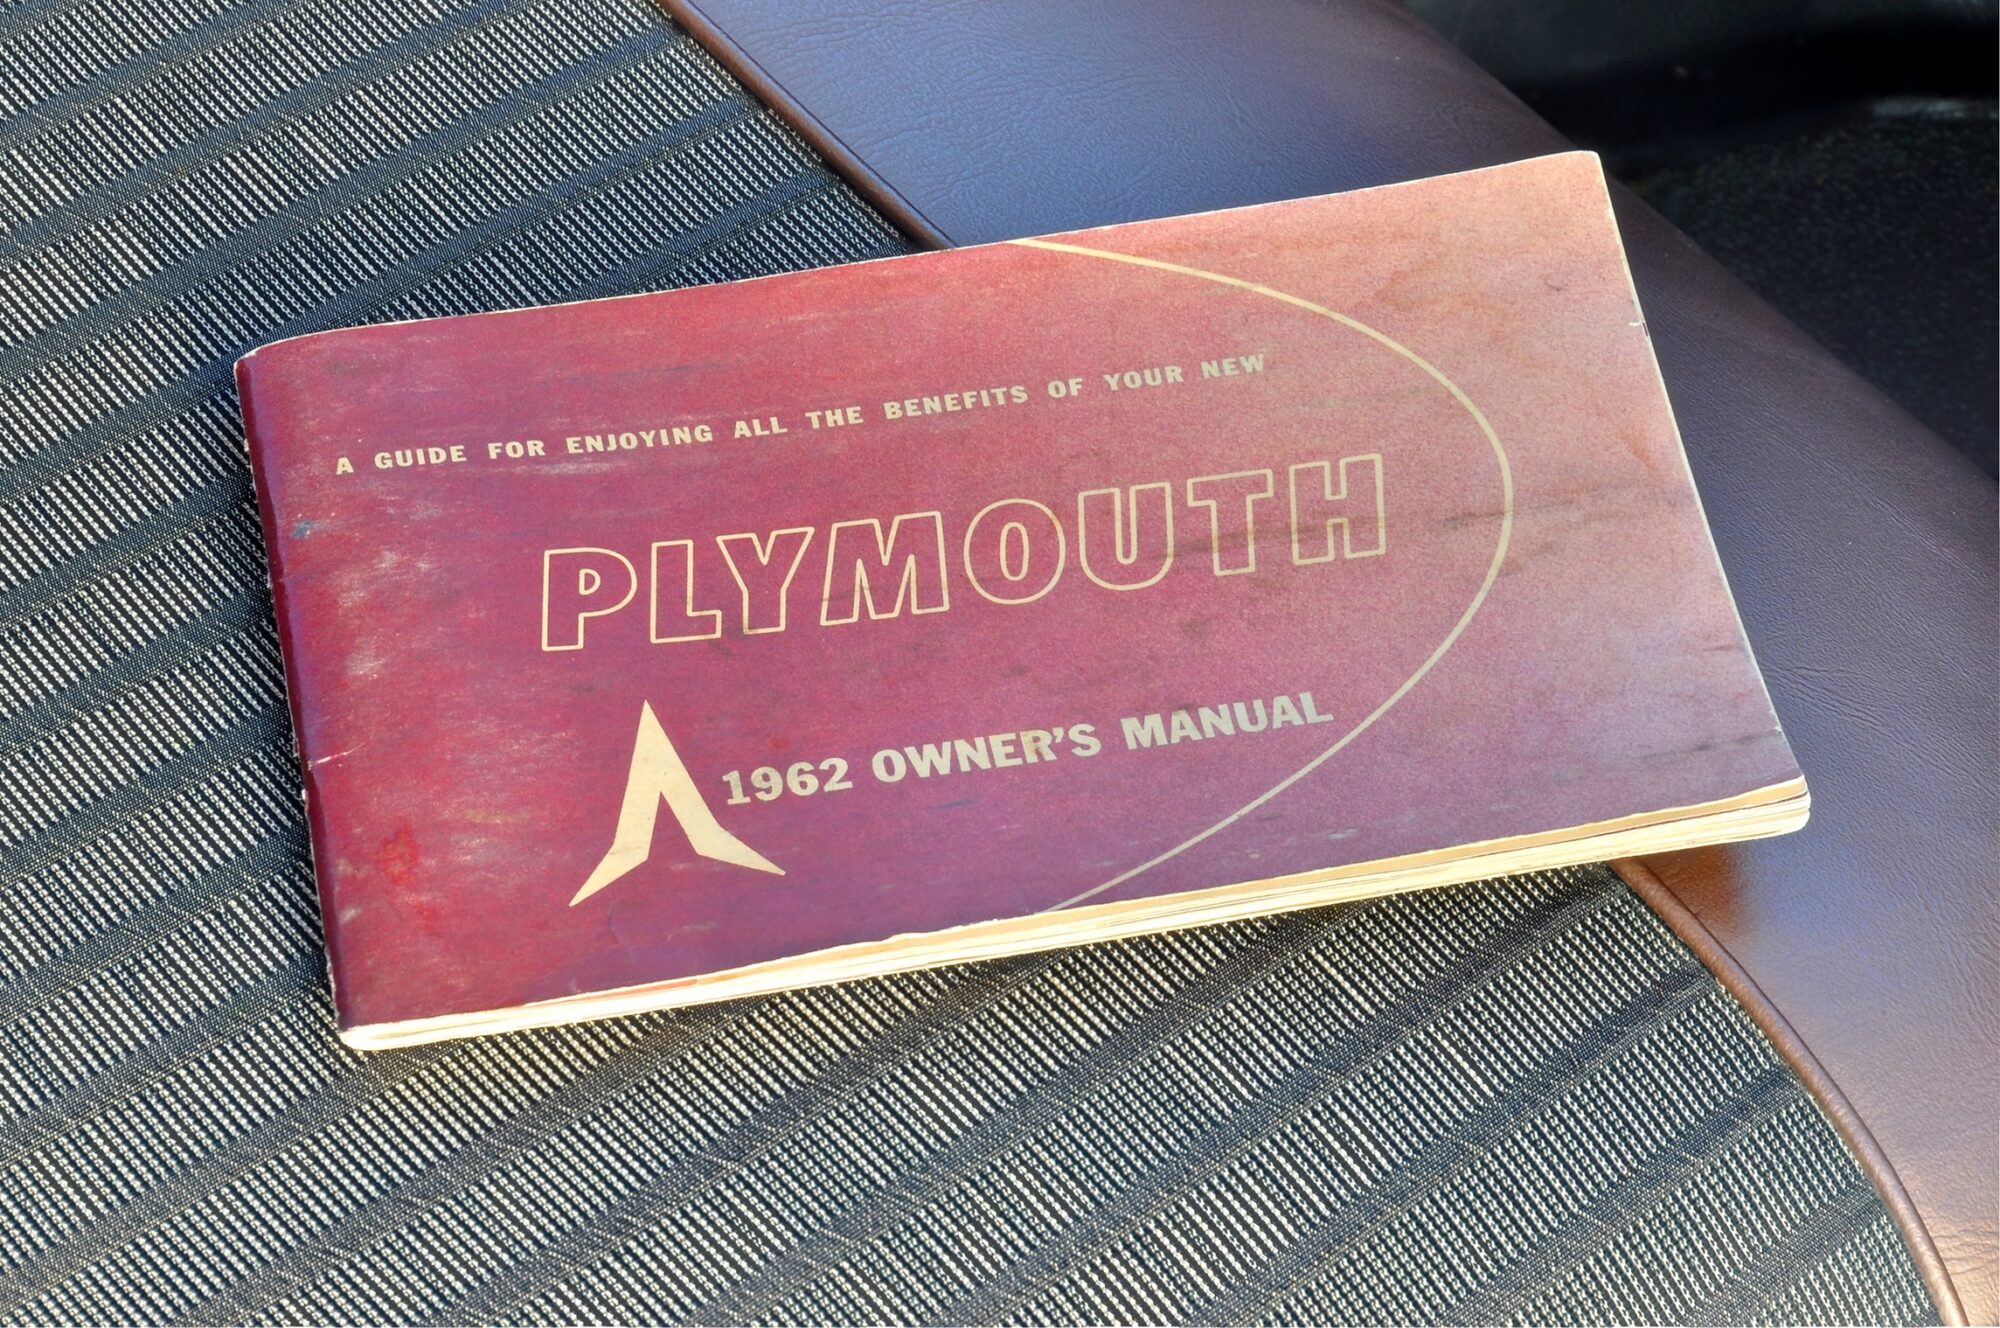 A GUIDE FOR ENJOYING ALL THE BENEFITS OF YOUR NEW
PLYMOUTH
1962 OWNER'S MANUAL